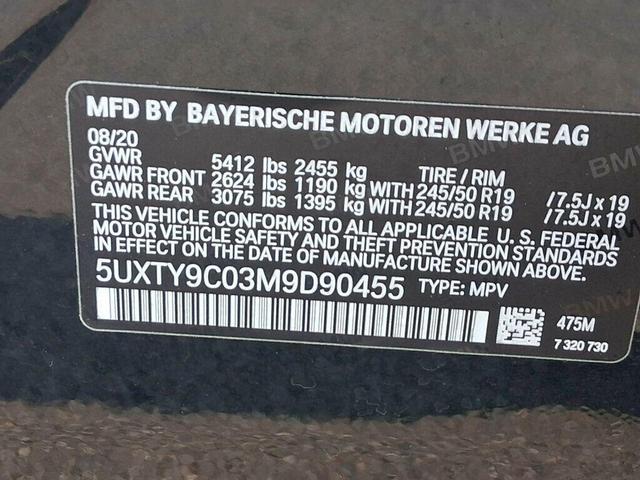 MFD BY BAYERISCHE MOTOREN WERKE AG
08/20
GVWR 5412 lbs 2455 kg TIRE / RIM
GAWR FRONT 2624 lbs 1190 kg WITH 245/50 R19 / 7.5J x 19
GAWR REAR 3075 lbs 1395 kg WITH 245/50 R19 / 7.5J x 19
THIS VEHICLE CONFORMS TO ALL APPLICABLE U. S. FEDERAL
MOTOR VEHICLE SAFETY AND THEFT PREVENTION STANDARDS
IN EFFECT ON THE DATE OF MANUFACTURE SHOWN ABOVE.
5UXTY9C03M9D90455 TYPE: MPV
475M
7 320 730